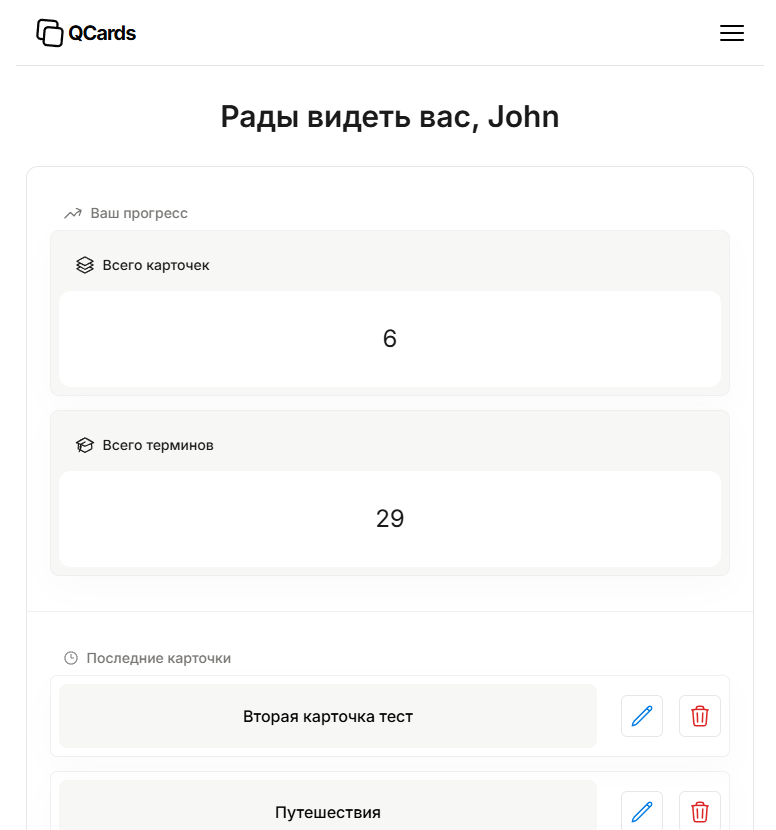 QCards
Рады видеть вас, John
Ваш прогресс
Всего карточек
6
Всего терминов
29
Последние карточки
Вторая карточка тест
Путешествия